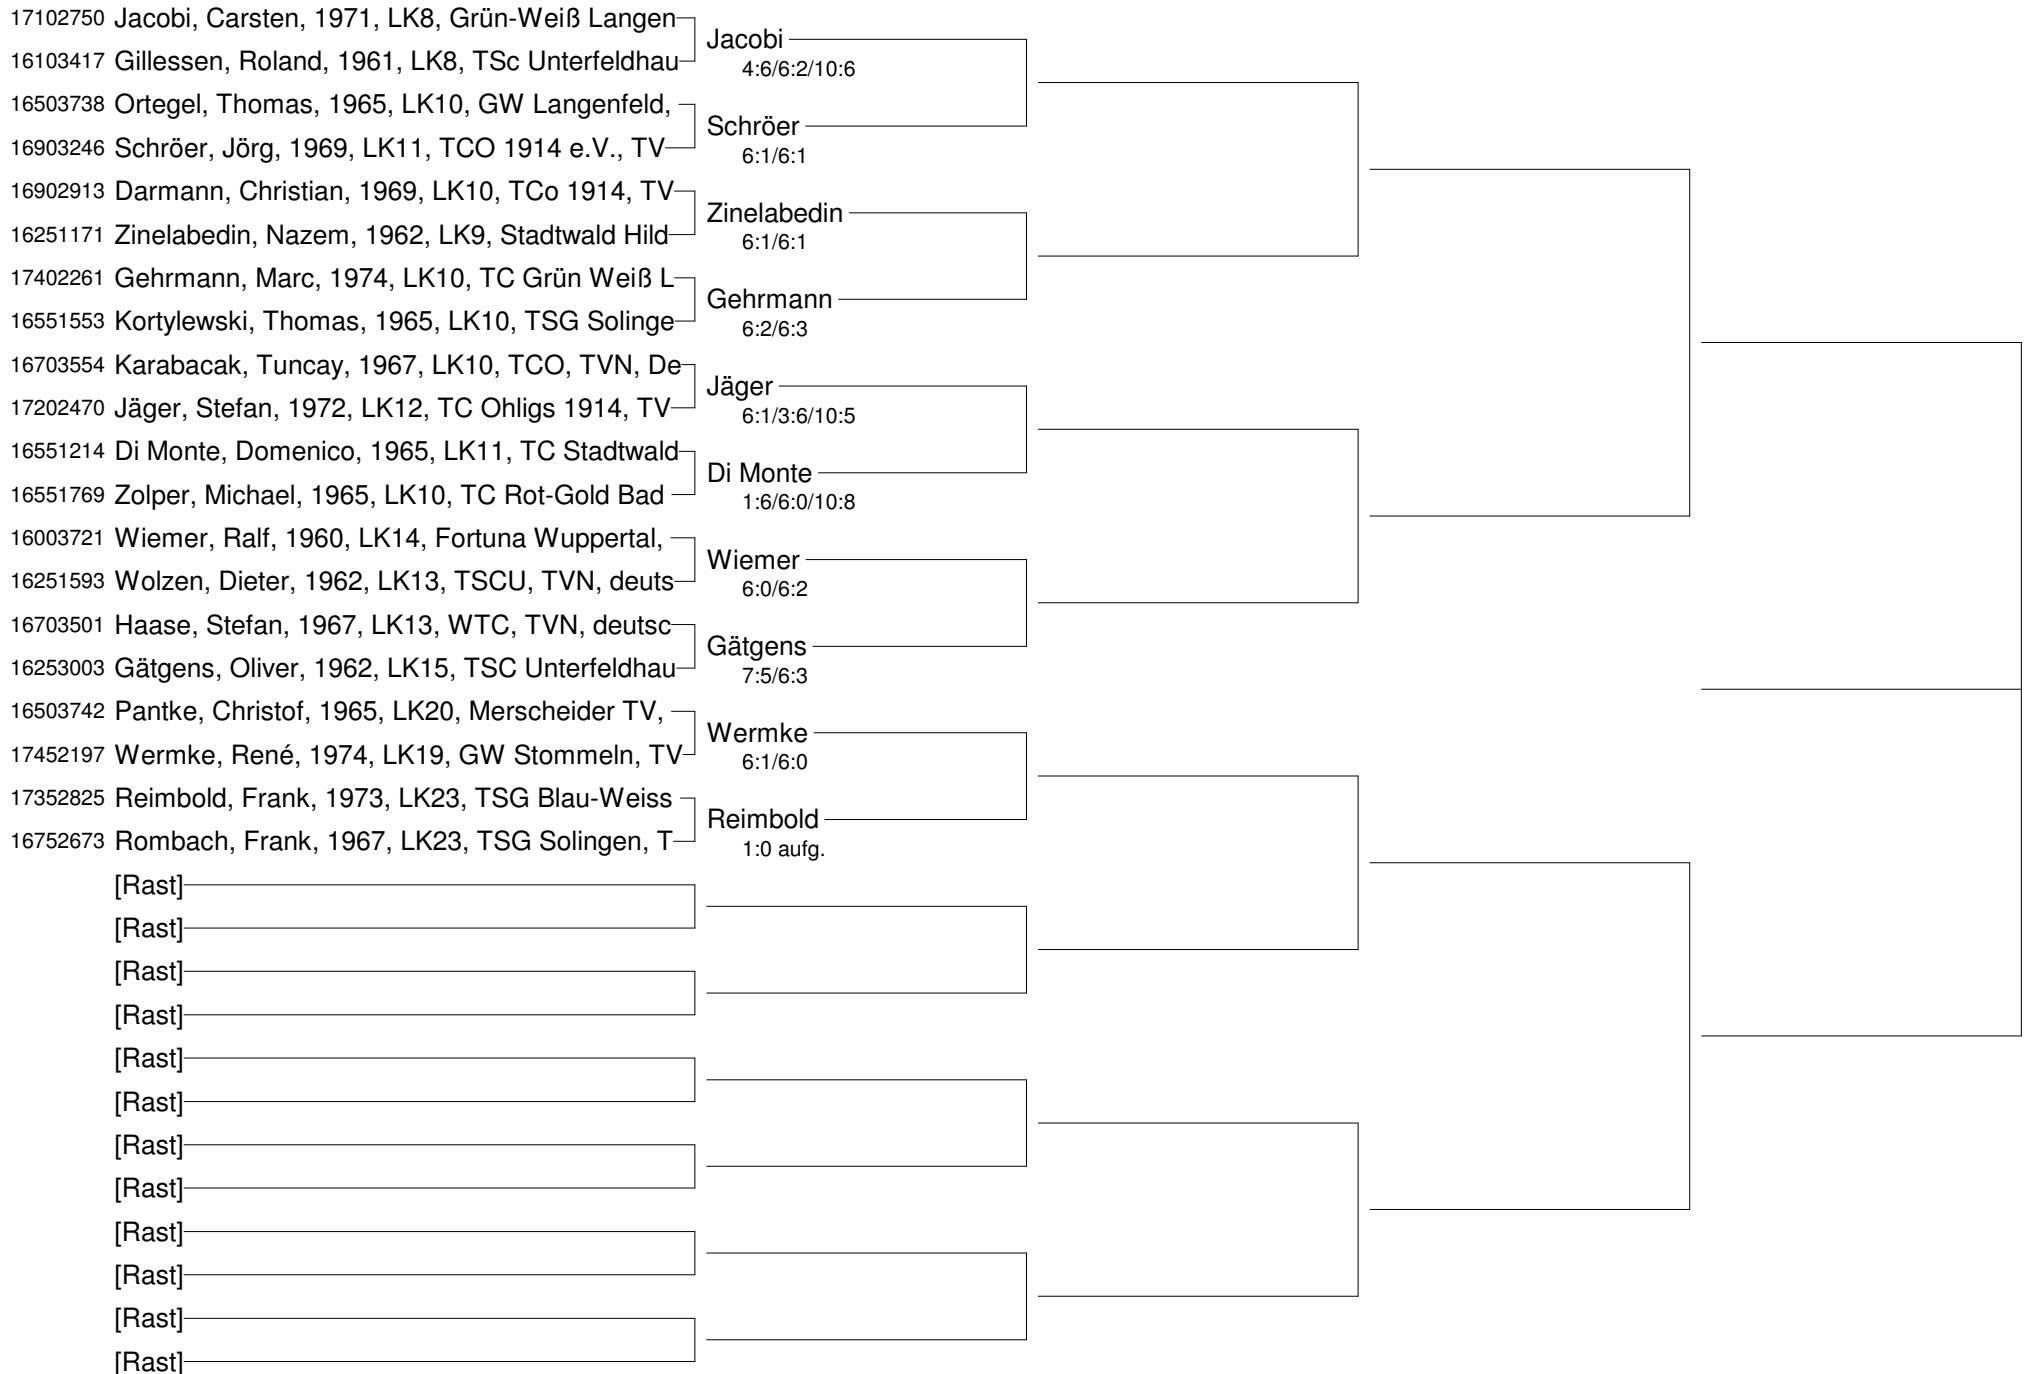 17102750 Jacobi, Carsten, 1971, LK8, Grün-Weiß Langen
Jacobi
16103417 Gillessen, Roland, 1961, LK8, TSc Unterfeldhau
4:6/6:2/10:6
16503738 Ortegel, Thomas, 1965, LK10, GW Langenfeld,
Schröer
16903246 Schröer, Jörg, 1969, LK11, TCO 1914 e.V., TV
6:1/6:1
16902913 Darmann, Christian, 1969, LK10, TCo 1914, TV
Zinelabedin
16251171 Zinelabedin, Nazem, 1962, LK9, Stadtwald Hild
6:1/6:1
17402261 Gehrmann, Marc, 1974, LK10, TC Grün Weiß L
Gehrmann
16551553 Kortylewski, Thomas, 1965, LK10, TSG Solinge
6:2/6:3
16703554 Karabacak, Tuncay, 1967, LK10, TCO, TVN, De
Jäger
17202470 Jäger, Stefan, 1972, LK12, TC Ohligs 1914, TV
6:1/3:6/10:5
16551214 Di Monte, Domenico, 1965, LK11, TC Stadtwald
Di Monte
16551769 Zolper, Michael, 1965, LK10, TC Rot-Gold Bad
1:6/6:0/10:8
16003721 Wiemer, Ralf, 1960, LK14, Fortuna Wuppertal,
Wiemer
16251593 Wolzen, Dieter, 1962, LK13, TSCU, TVN, deuts
6:0/6:2
16703501 Haase, Stefan, 1967, LK13, WTC, TVN, deutsc
Gätgens
16253003 Gätgens, Oliver, 1962, LK15, TSC Unterfeldhau
7:5/6:3
16503742 Pantke, Christof, 1965, LK20, Merscheider TV,
Wermke
17452197 Wermke, René, 1974, LK19, GW Stommeln, TV
6:1/6:0
17352825 Reimbold, Frank, 1973, LK23, TSG Blau-Weiss
Reimbold
16752673 Rombach, Frank, 1967, LK23, TSG Solingen, T
1:0 aufg.
[Rast]
[Rast]
[Rast]
[Rast]
[Rast]
[Rast]
[Rast]
[Rast]
[Rast]
[Rast]
[Rast]
[Rast]